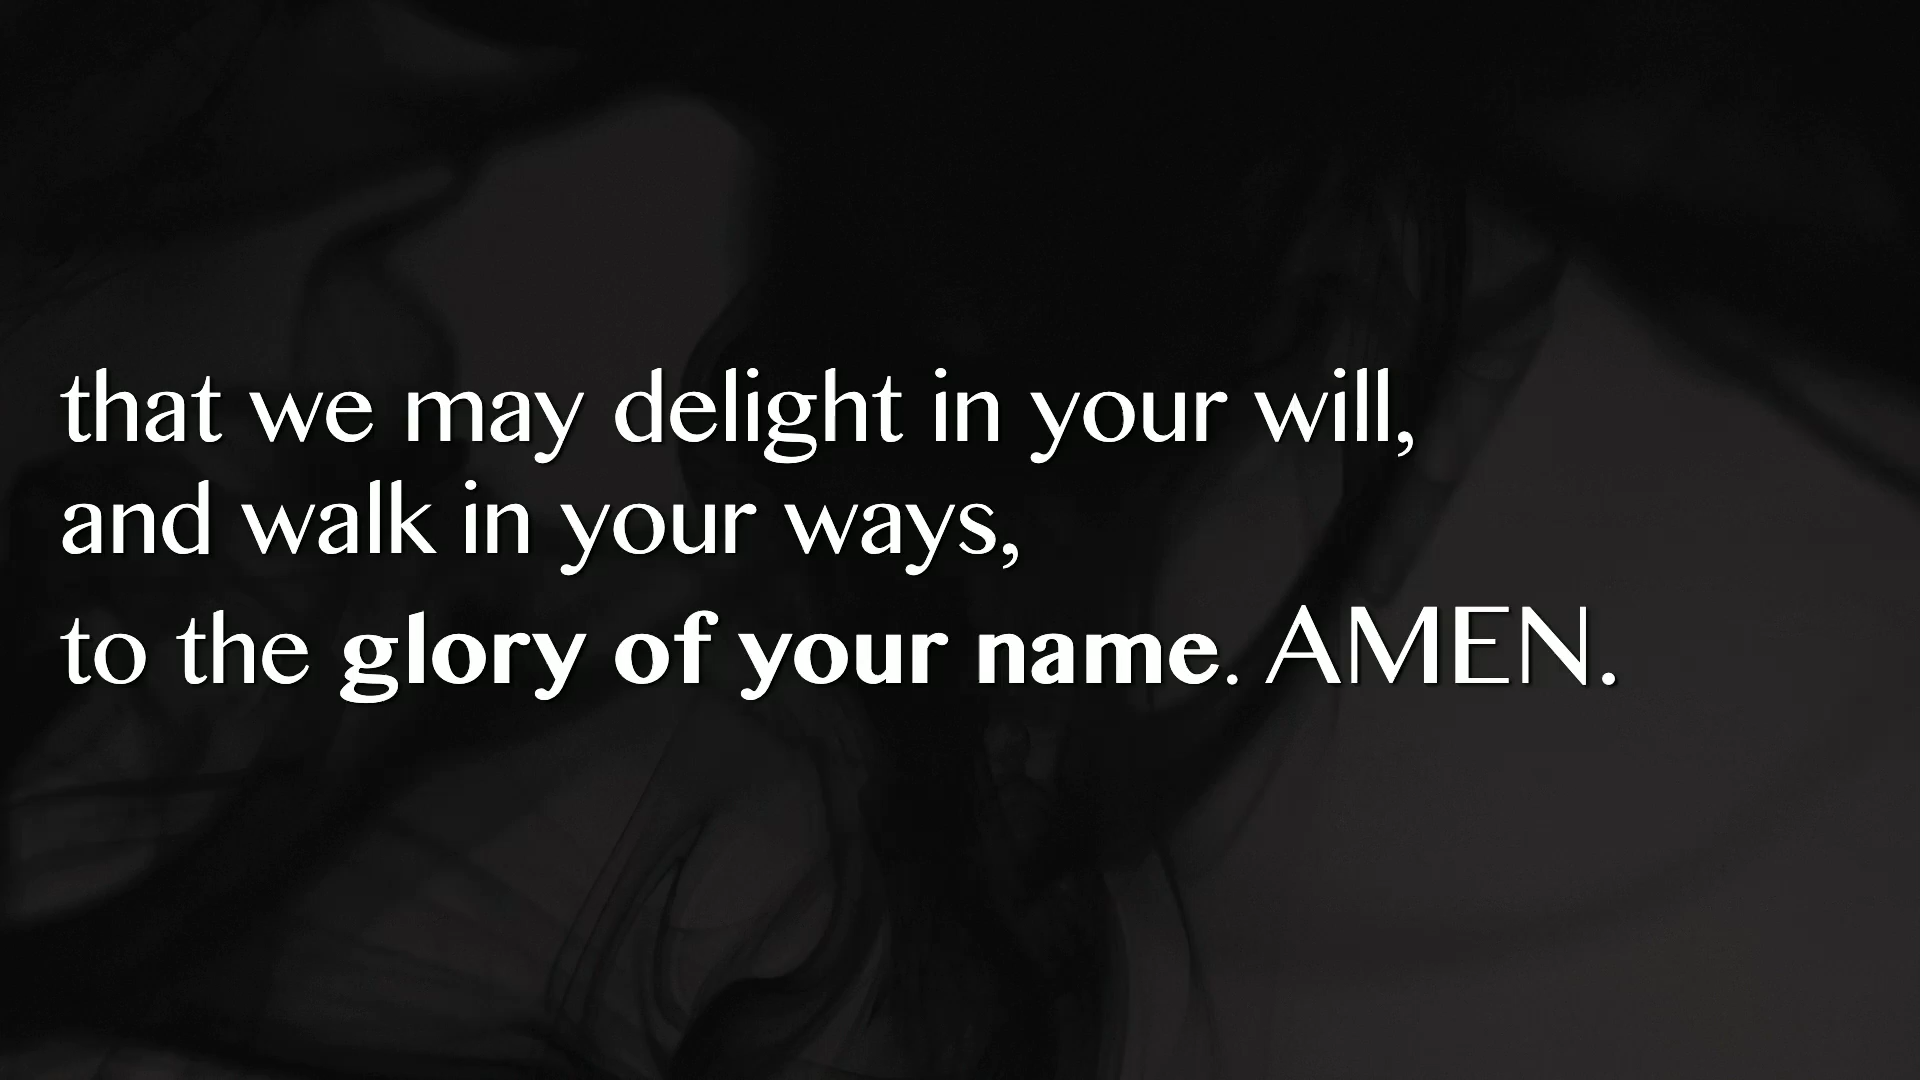 that we may delight in your will,
and walk in your ways,
to the glory of your name. AMEN.